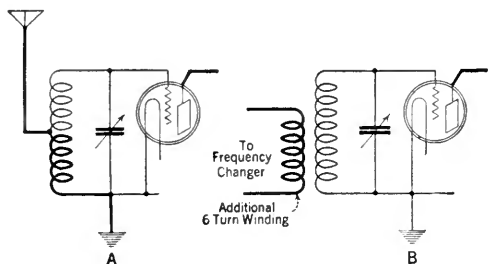 To
Frequency
Changer
Additional
6 Turn Winding
A
B